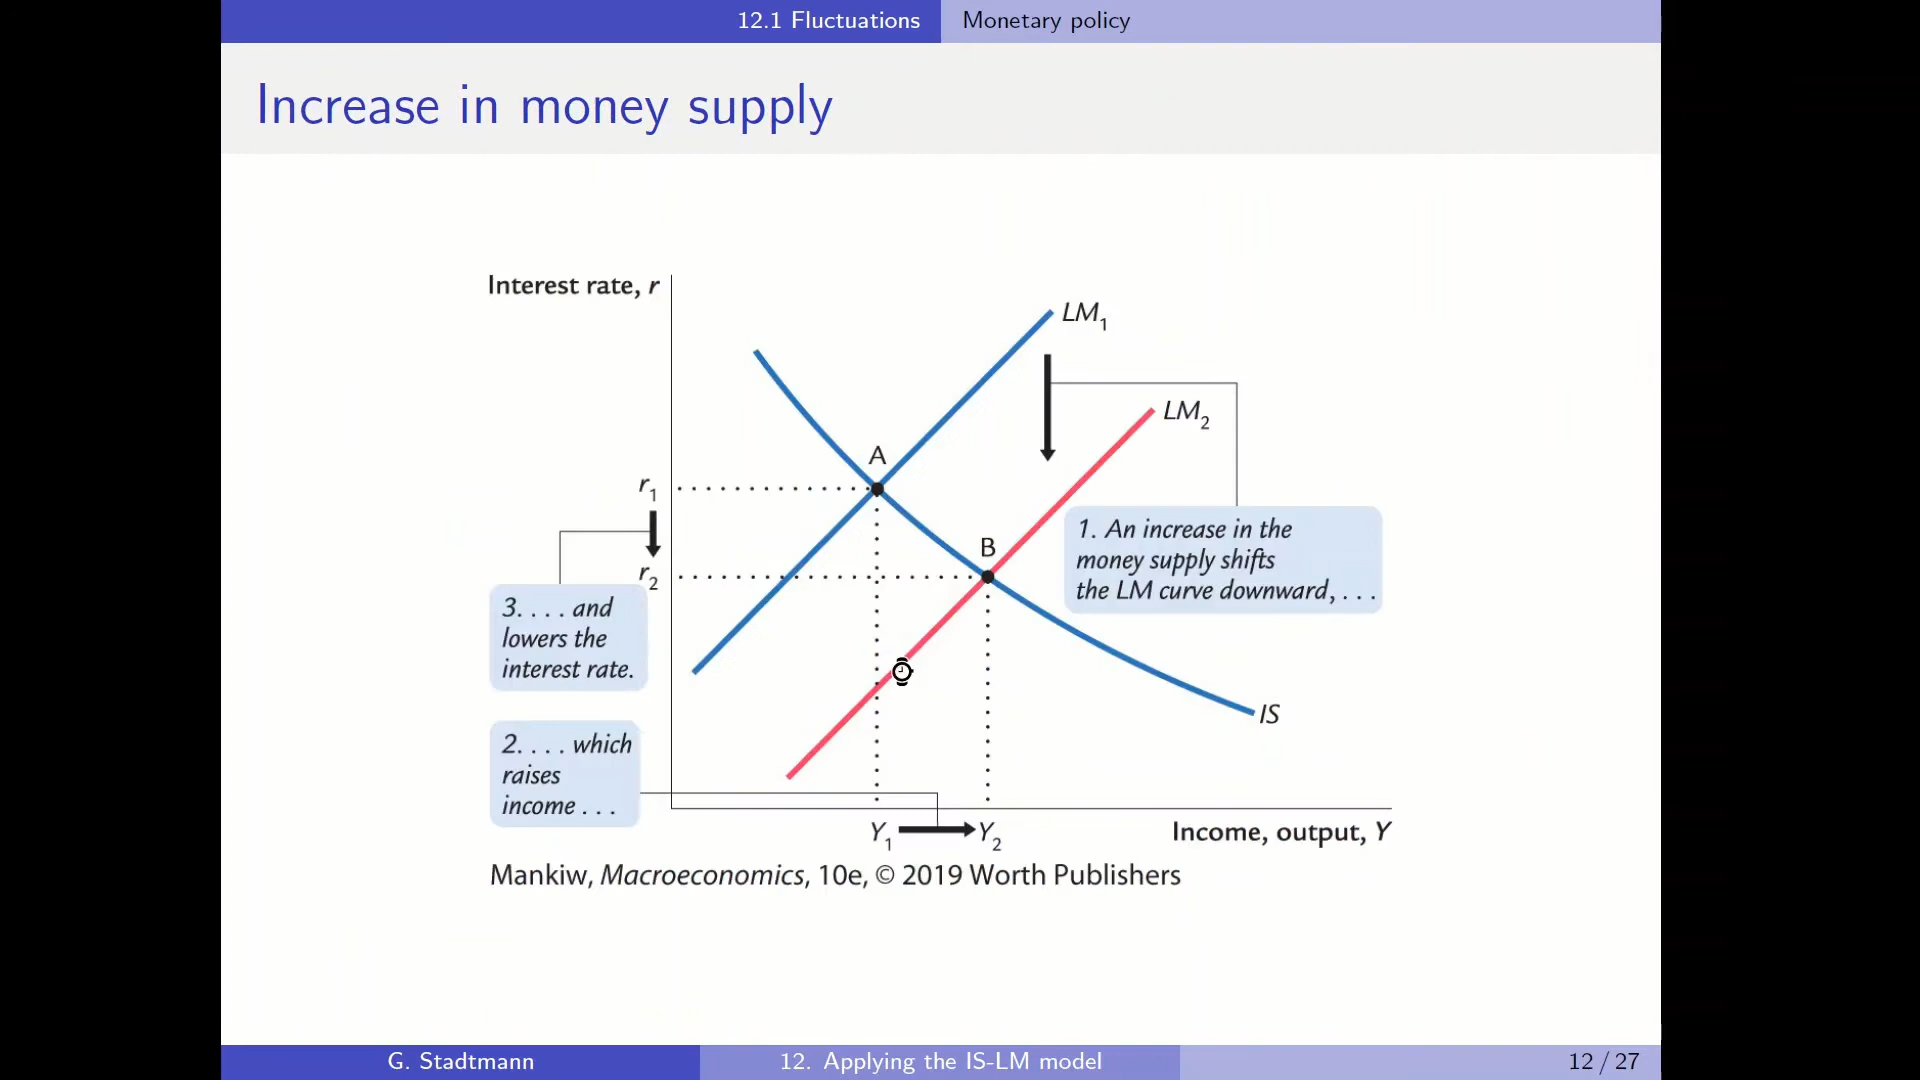 12.1 Fluctuations Monetary policy
Increase in money supply
Interest rate, r
LM1
LM2
A
r1
B
1. An increase in the
money supply shifts
the LM curve downward, . . .
r2
3. . . . and
lowers the
interest rate.
IS
2. . . . which
raises
income . . .
Y1 Y2
Income, output, Y
Mankiw, Macroeconomics, 10e, © 2019 Worth Publishers
G. Stadtmann 12. Applying the IS-LM model 12 / 27